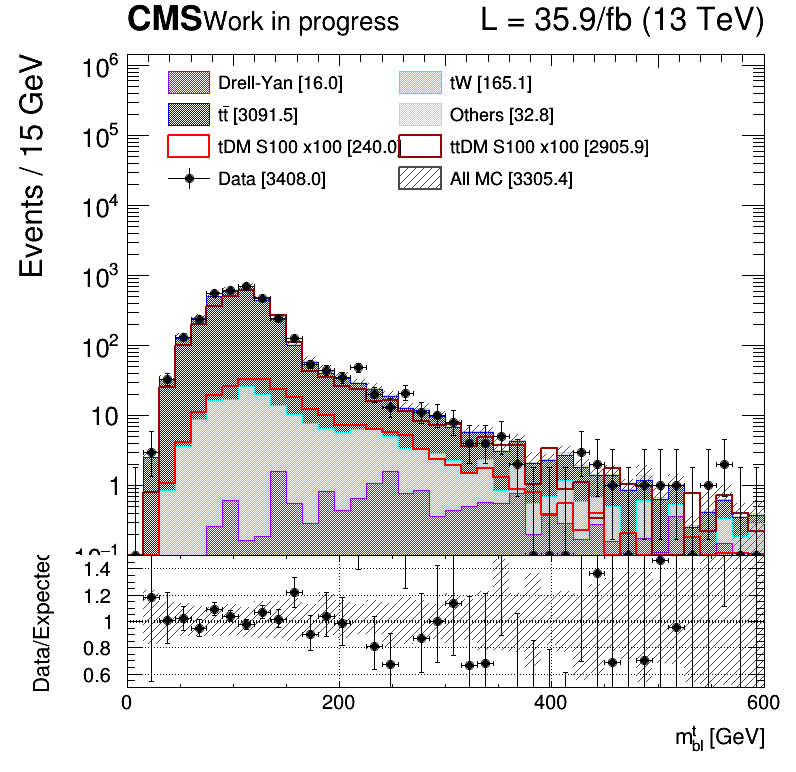 CMS Work in progress L = 35.9/fb (13 TeV)
Events / 15 GeV
10⁶
10⁵
10⁴
10³
10²
10
1
10⁻¹
Drell-Yan [16.0] tW [165.1]
tt̄ [3091.5] Others [32.8]
tDM S100 x100 [240.0] ttDM S100 x100 [2905.9]
Data [3408.0] All MC [3305.4]
Data/Expected
1.4
1.2
1
0.8
0.6
0 200 400 600
m_bl^t [GeV]